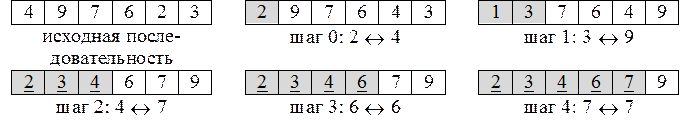 4 9 7 6 2 3
исходная после-
довательность
2 9 7 6 4 3
шаг 0: 2 ↔ 4
1 3 7 6 4 9
шаг 1: 3 ↔ 9
2 3 4 6 7 9
шаг 2: 4 ↔ 7
2 3 4 6 7 9
шаг 3: 6 ↔ 6
2 3 4 6 7 9
шаг 4: 7 ↔ 7